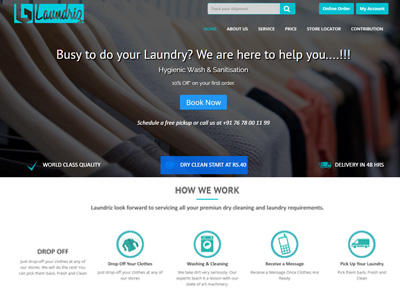 Laundriz
Track your shipment
Online Order
My Account
HOME
ABOUT US
SERVICE
PRICE
STORE LOCATOR
CONTRIBUTION
Busy to do your Laundry? We are here to help you....!!!
Hygienic Wash & Sanitisation
10% Off* on your first order.
Book Now
Schedule a free pickup or call us at +91 76 78 00 11 99
WORLD CLASS QUALITY
DRY CLEAN START AT RS.40
DELIVERY IN 48 HRS
HOW WE WORK
Laundriz look forward to servicing all your premiun dry cleaning and laundry requirements.
DROP OFF
Just drop-off your clothes at any of
our stores. We will do the rest! You
can pick them back, Fresh and Clean
Drop Off Your Clothes
Just drop-off your clothes at any of
our stores
Washing & Cleaning
We take dirt very seriously. Our
experts teach it a lesson with our
state of art machinery.
Receive a Message
Receive a Message Once Clothes Are
Ready
Pick Up Your Laundry
Pick them back, Fresh and
Clean